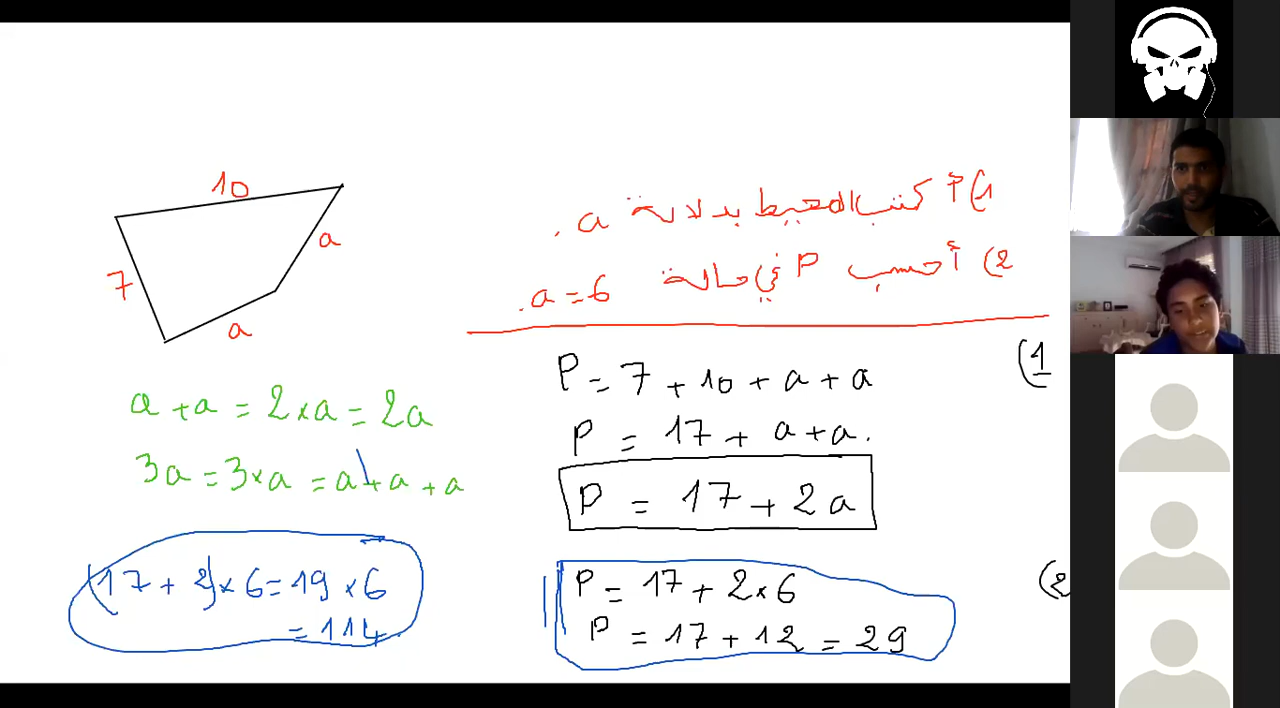 10
7
a
a
1) أكتب المحيط P بدلالة a.
2) أحسب P في حالة a = 6.
1)
P = 7 + 10 + a + a
P = 17 + a + a.
P = 17 + 2a
a + a = 2 × a = 2a
3a = 3 × a = a + a + a
2)
P = 17 + 2 × 6
P = 17 + 12 = 29
(17 + 2) × 6 = 19 × 6
= 114.